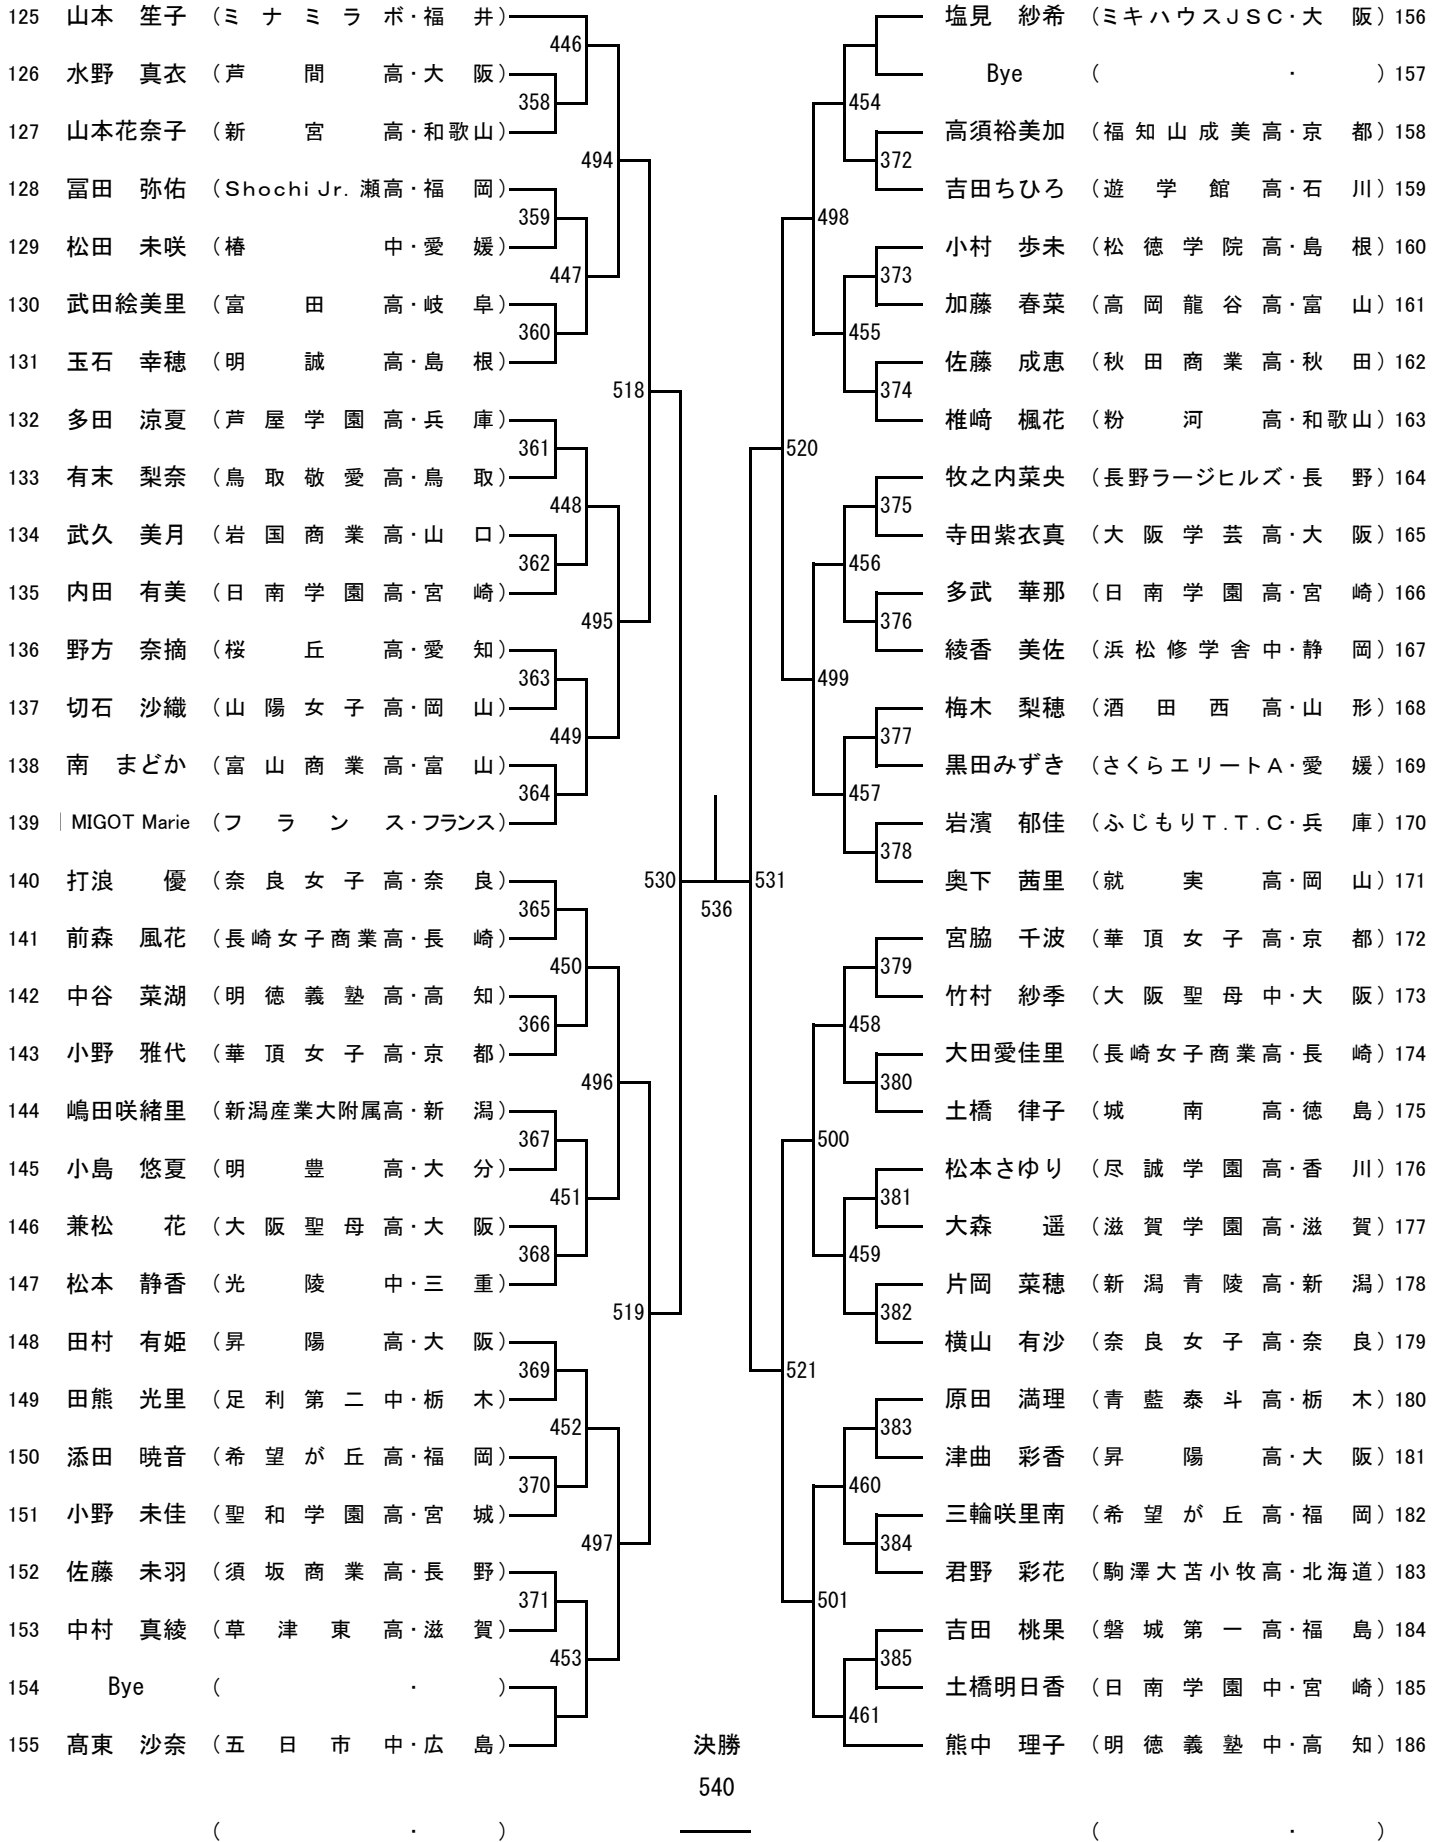 125 山本 笙子 (ミナミラボ・福井)
126 水野 真衣 (芦間高・大阪)
127 山本花奈子 (新宮高・和歌山)
128 冨田 弥佑 (Shochi Jr. 瀬高・福岡)
129 松田 未咲 (椿中・愛媛)
130 武田絵美里 (富田高・岐阜)
131 玉石 幸穂 (明誠高・島根)
132 多田 涼夏 (芦屋学園高・兵庫)
133 有末 梨奈 (鳥取敬愛高・鳥取)
134 武久 美月 (岩国商業高・山口)
135 内田 有美 (日南学園高・宮崎)
136 野方 奈摘 (桜丘高・愛知)
137 切石 沙織 (山陽女子高・岡山)
138 南 まどか (富山商業高・富山)
139 MIGOT Marie (フランス・フランス)
140 打浪 優 (奈良女子高・奈良)
141 前森 風花 (長崎女子商業高・長崎)
142 中谷 菜湖 (明徳義塾高・高知)
143 小野 雅代 (華頂女子高・京都)
144 嶋田咲緒里 (新潟産業大附属高・新潟)
145 小島 悠夏 (明豊高・大分)
146 兼松 花 (大阪聖母高・大阪)
147 松本 静香 (光陵中・三重)
148 田村 有姫 (昇陽高・大阪)
149 田熊 光里 (足利第二中・栃木)
150 添田 暁音 (希望が丘高・福岡)
151 小野 未佳 (聖和学園高・宮城)
152 佐藤 未羽 (須坂商業高・長野)
153 中村 真綾 (草津東高・滋賀)
154 Bye ( ・ )
155 髙東 沙奈 (五日市中・広島)
( ・ )
446
358
494
359
447
360
518
361
448
362
495
363
449
364
530
365
450
366
496
367
451
368
519
369
452
370
497
371
453
536
決勝
540
531
454
372
498
373
455
374
520
375
456
376
499
377
457
378
379
458
380
500
381
459
382
521
383
460
384
501
385
461
塩見 紗希 (ミキハウスJSC・大阪) 156
Bye ( ・ ) 157
高須裕美加 (福知山成美高・京都) 158
吉田ちひろ (遊学館高・石川) 159
小村 歩未 (松徳学院高・島根) 160
加藤 春菜 (高岡龍谷高・富山) 161
佐藤 成恵 (秋田商業高・秋田) 162
椎﨑 楓花 (粉河高・和歌山) 163
牧之内菜央 (長野ラージヒルズ・長野) 164
寺田紫衣真 (大阪学芸高・大阪) 165
多武 華那 (日南学園高・宮崎) 166
綾香 美佐 (浜松修学舎中・静岡) 167
梅木 梨穂 (酒田西高・山形) 168
黒田みずき (さくらエリートA・愛媛) 169
岩濱 郁佳 (ふじもりT.T.C・兵庫) 170
奥下 茜里 (就実高・岡山) 171
宮脇 千波 (華頂女子高・京都) 172
竹村 紗季 (大阪聖母中・大阪) 173
大田愛佳里 (長崎女子商業高・長崎) 174
土橋 律子 (城南高・徳島) 175
松本さゆり (尽誠学園高・香川) 176
大森 遥 (滋賀学園高・滋賀) 177
片岡 菜穂 (新潟青陵高・新潟) 178
横山 有沙 (奈良女子高・奈良) 179
原田 満理 (青藍泰斗高・栃木) 180
津曲 彩香 (昇陽高・大阪) 181
三輪咲里南 (希望が丘高・福岡) 182
君野 彩花 (駒澤大苫小牧高・北海道) 183
吉田 桃果 (磐城第一高・福島) 184
土橋明日香 (日南学園中・宮崎) 185
熊中 理子 (明徳義塾中・高知) 186
( ・ )